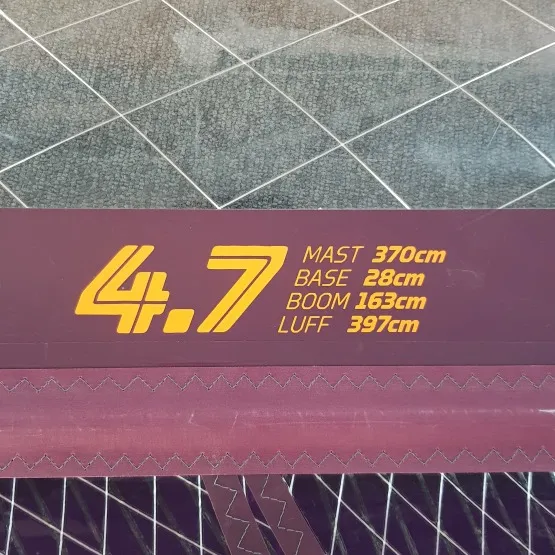 4.7
MAST 370cm
BASE 28cm
BOOM 163cm
LUFF 397cm